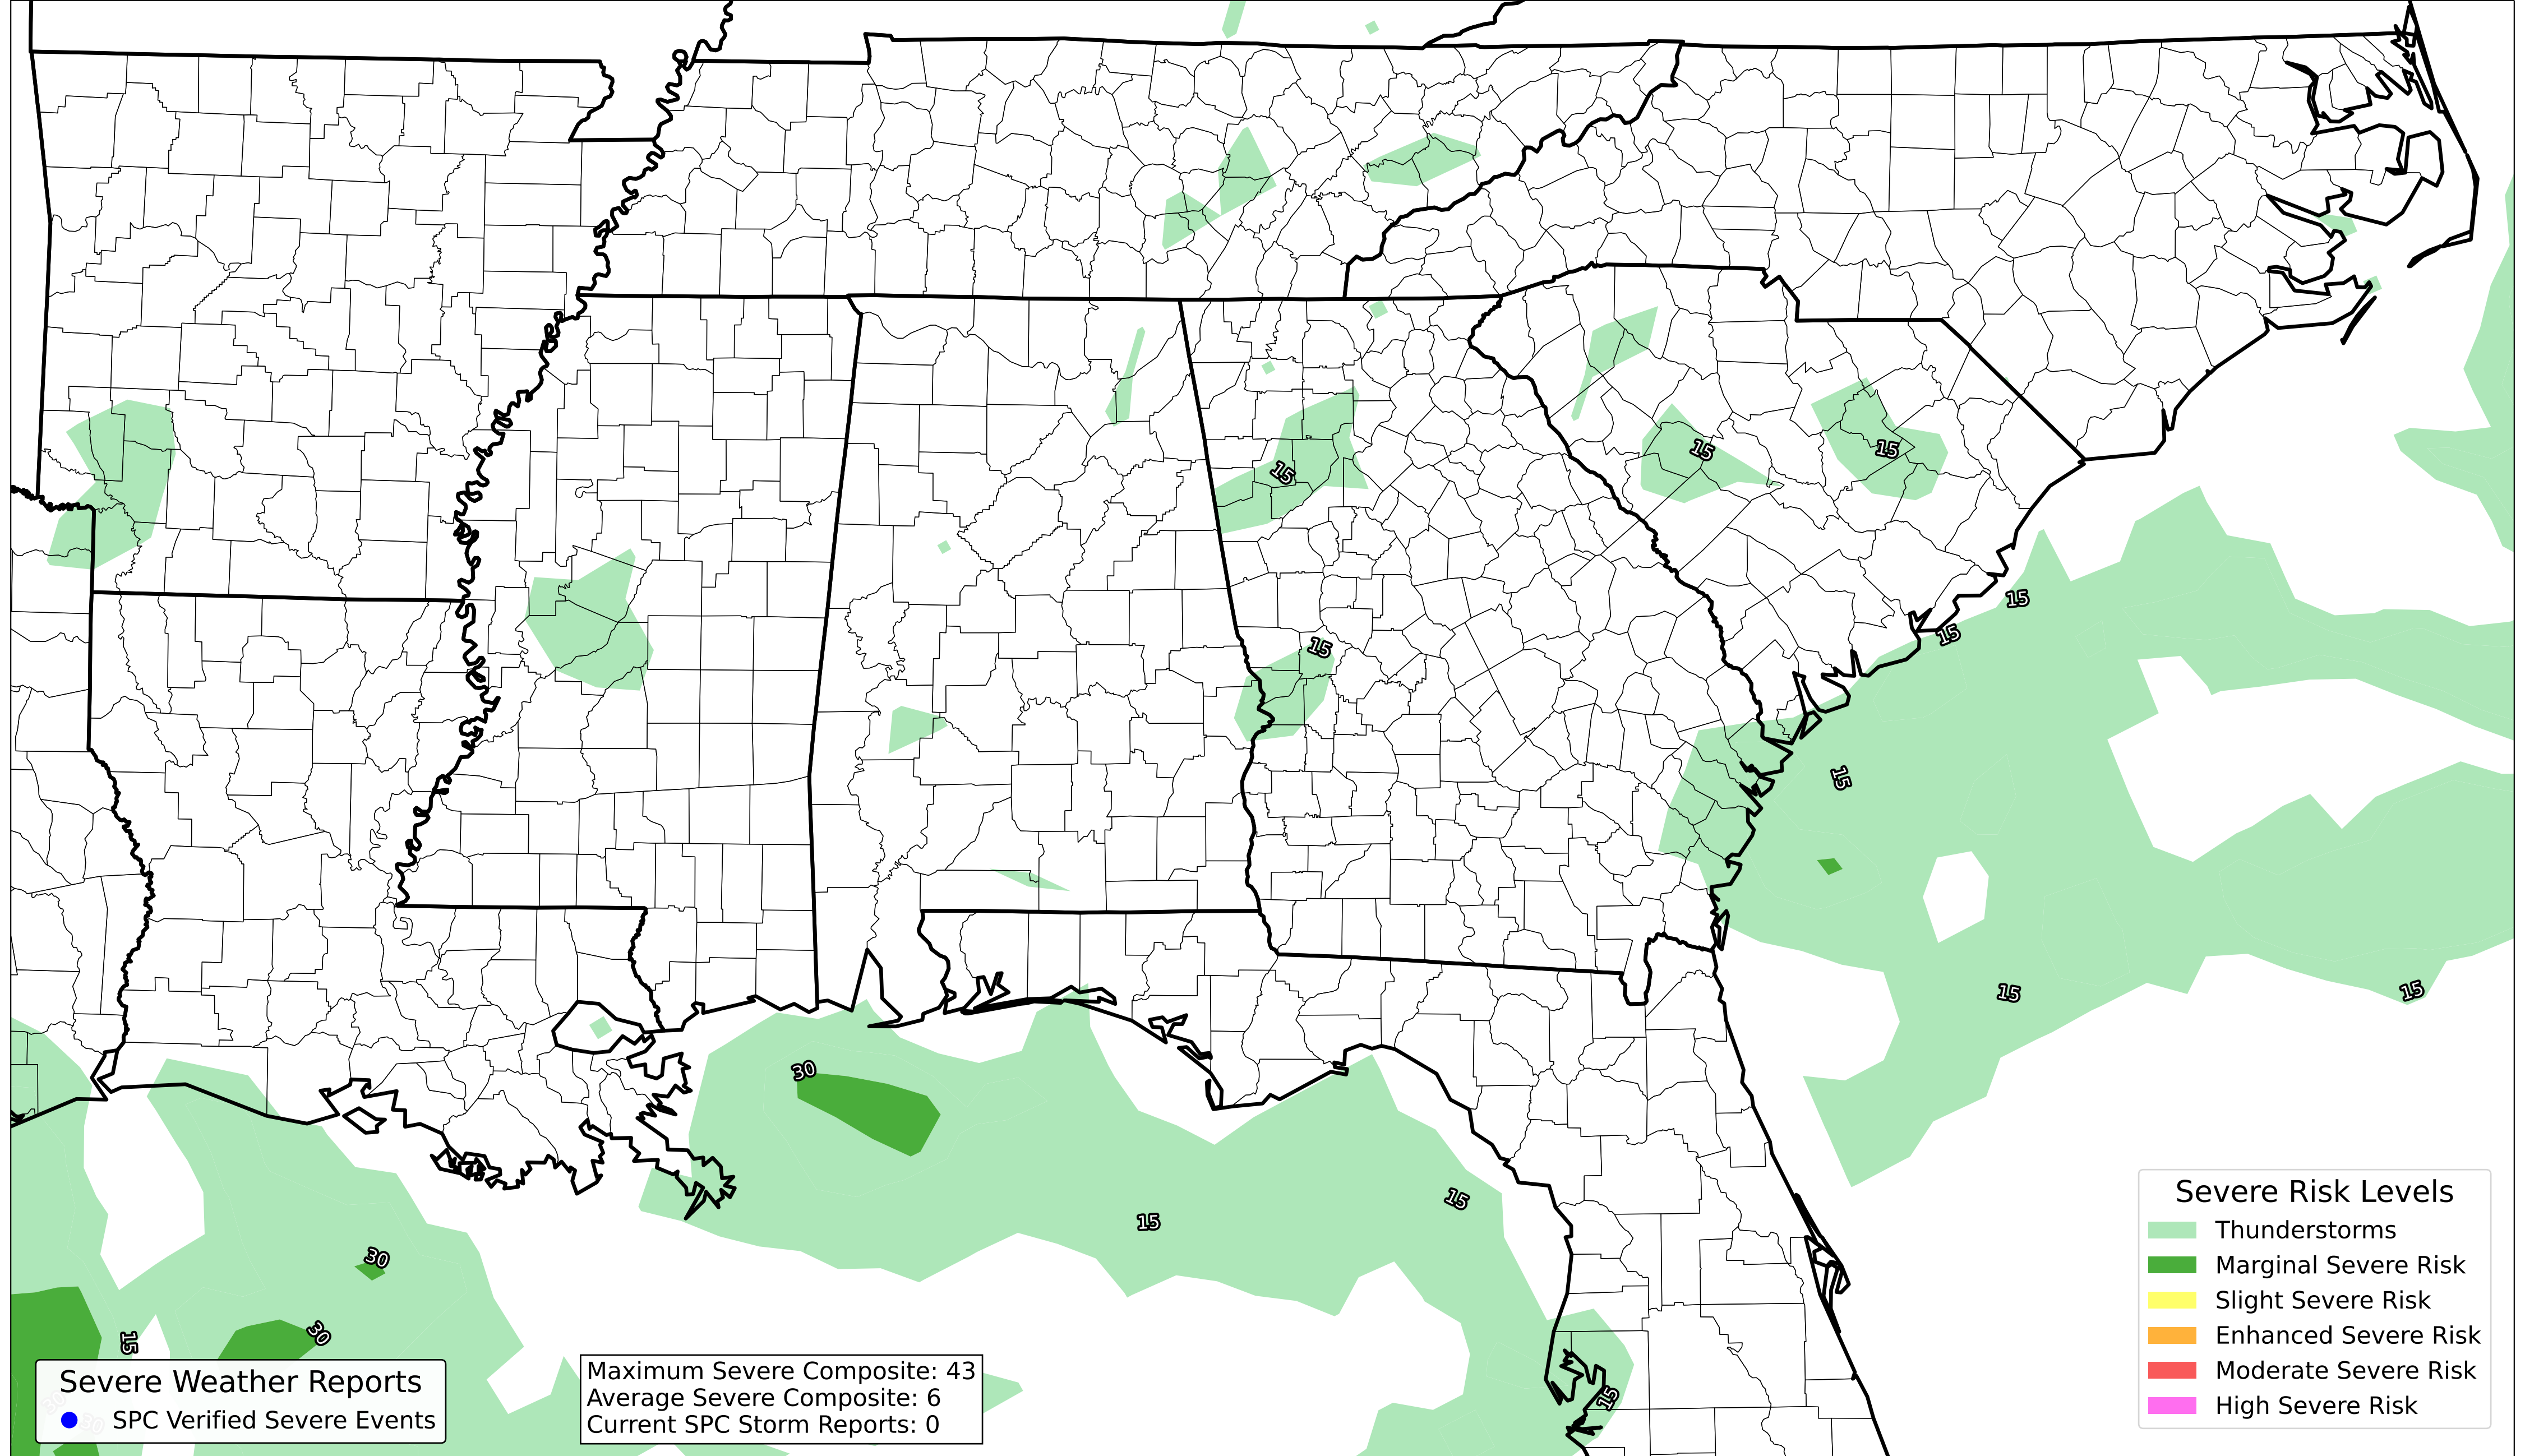 15
15
15
15
15
15
15
30
15
15
15
15
30
30
15
15
30
30
Severe Risk Levels
Thunderstorms
Marginal Severe Risk
Slight Severe Risk
Enhanced Severe Risk
Moderate Severe Risk
High Severe Risk
Severe Weather Reports
SPC Verified Severe Events
Maximum Severe Composite: 43
Average Severe Composite: 6
Current SPC Storm Reports: 0